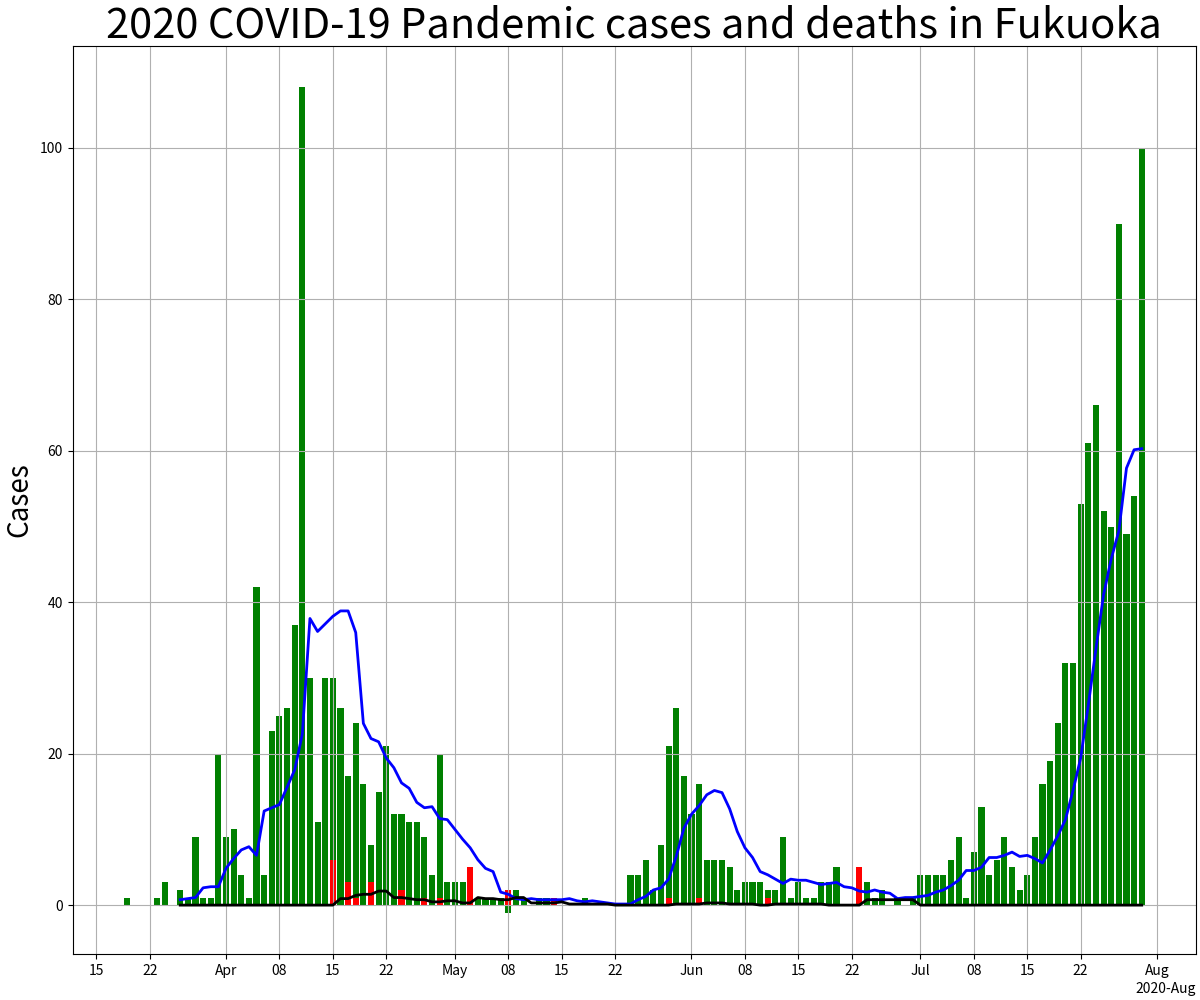 2020 COVID-19 Pandemic cases and deaths in Fukuoka
Cases
100
80
60
40
20
0
15 22 Apr 08 15 22 May 08 15 22 Jun 08 15 22 Jul 08 15 22 Aug
2020-Aug